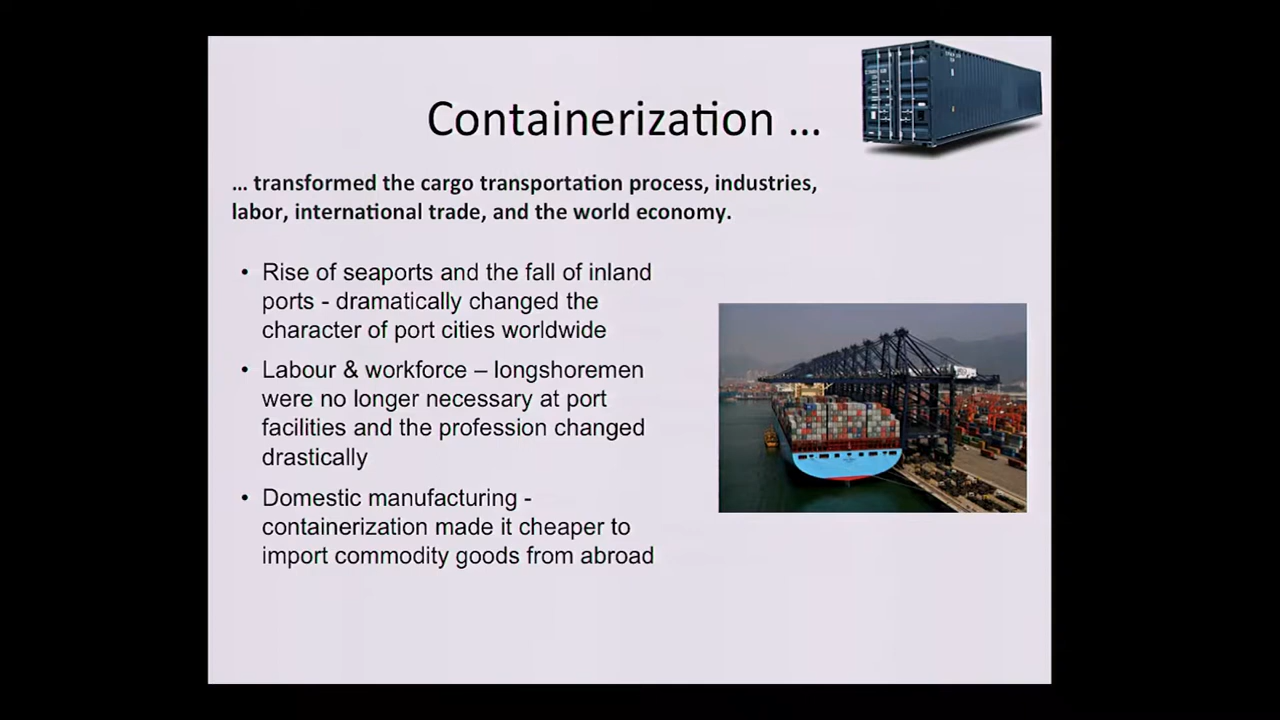 Containerization ...
... transformed the cargo transportation process, industries,
labor, international trade, and the world economy.
• Rise of seaports and the fall of inland
ports - dramatically changed the
character of port cities worldwide
• Labour & workforce – longshoremen
were no longer necessary at port
facilities and the profession changed
drastically
• Domestic manufacturing -
containerization made it cheaper to
import commodity goods from abroad